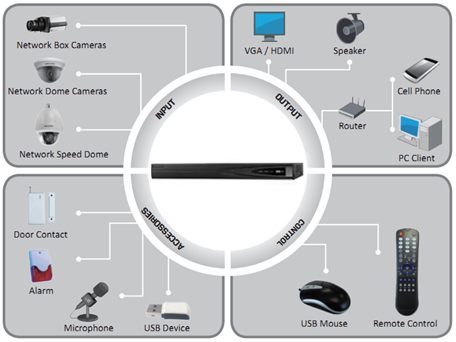 Network Box Cameras
Network Dome Cameras
Network Speed Dome
INPUT
VGA / HDMI
Speaker
Cell Phone
Router
PC Client
OUTPUT
Door Contact
Alarm
Microphone
USB Device
ACCESSORIES
CONTROL
USB Mouse
Remote Control